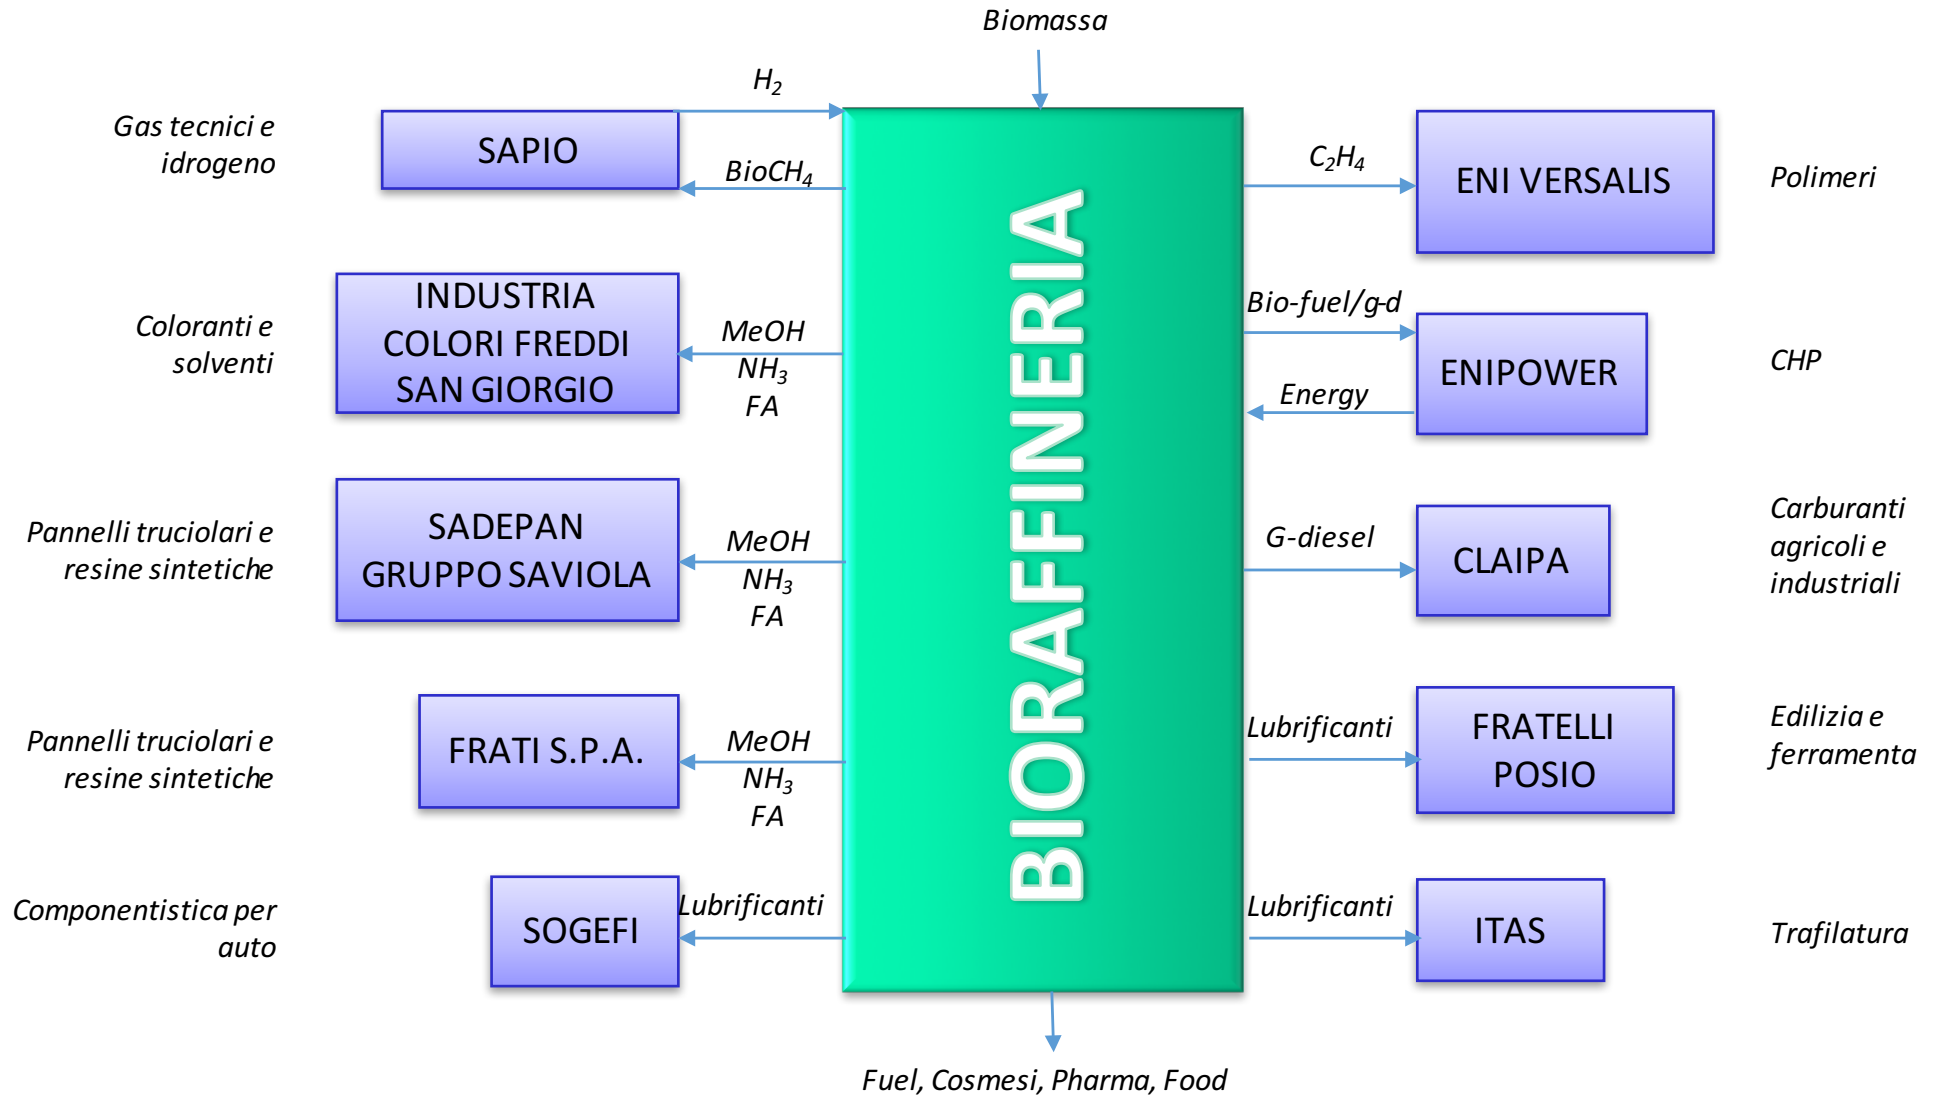 Biomassa
Gas tecnici e
idrogeno
SAPIO
H₂
BioCH₄
Coloranti e
solventi
INDUSTRIA
COLORI FREDDI
SAN GIORGIO
MeOH
NH₃
FA
Pannelli truciolari e
resine sintetiche
SADEPAN
GRUPPO SAVIOLA
MeOH
NH₃
FA
Pannelli truciolari e
resine sintetiche
FRATI S.P.A.
MeOH
NH₃
FA
Componentistica per
auto
SOGEFI
Lubrificanti
BIORAFFINERIA
C₂H₄
ENI VERSALIS
Polimeri
Bio-fuel/g-d
Energy
ENIPOWER
CHP
G-diesel
CLAIPA
Carburanti
agricoli e
industriali
Lubrificanti
FRATELLI
POSIO
Edilizia e
ferramenta
Lubrificanti
ITAS
Trafilatura
Fuel, Cosmesi, Pharma, Food